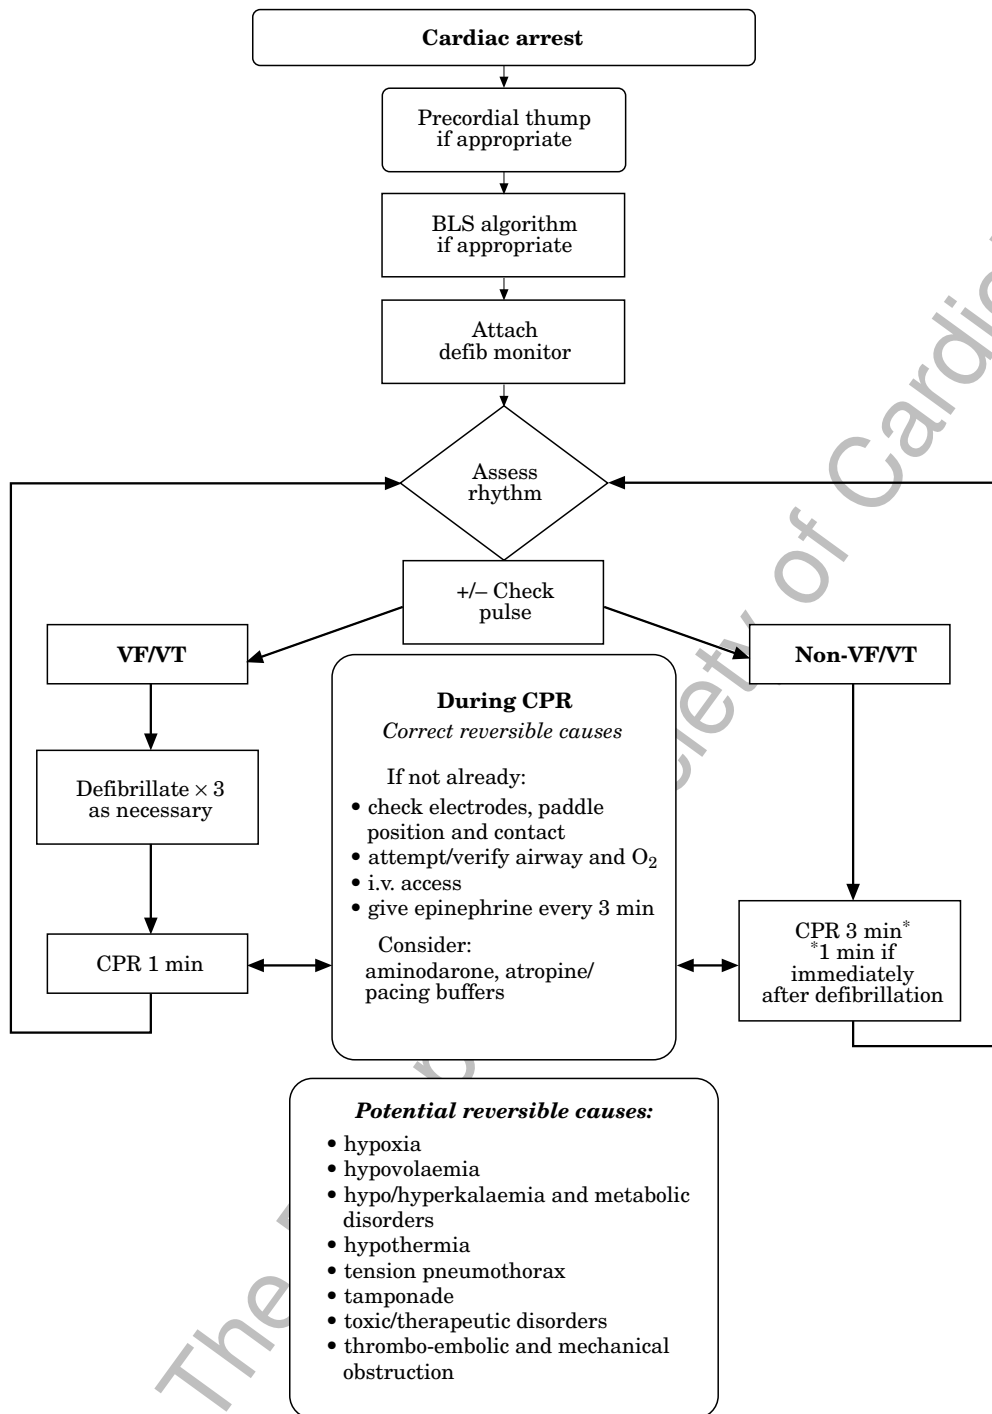 Cardiac arrest
Precordial thump
if appropriate
BLS algorithm
if appropriate
Attach
defib monitor
Assess
rhythm
+/– Check
pulse
VF/VT
Non-VF/VT
Defibrillate × 3
as necessary
CPR 1 min
During CPR
Correct reversible causes
If not already:
• check electrodes, paddle
position and contact
• attempt/verify airway and O₂
• i.v. access
• give epinephrine every 3 min
Consider:
aminodarone, atropine/
pacing buffers
CPR 3 min*
*1 min if
immediately
after defibrillation
Potential reversible causes:
• hypoxia
• hypovolaemia
• hypo/hyperkalaemia and metabolic
disorders
• hypothermia
• tension pneumothorax
• tamponade
• toxic/therapeutic disorders
• thrombo-embolic and mechanical
obstruction
The
of